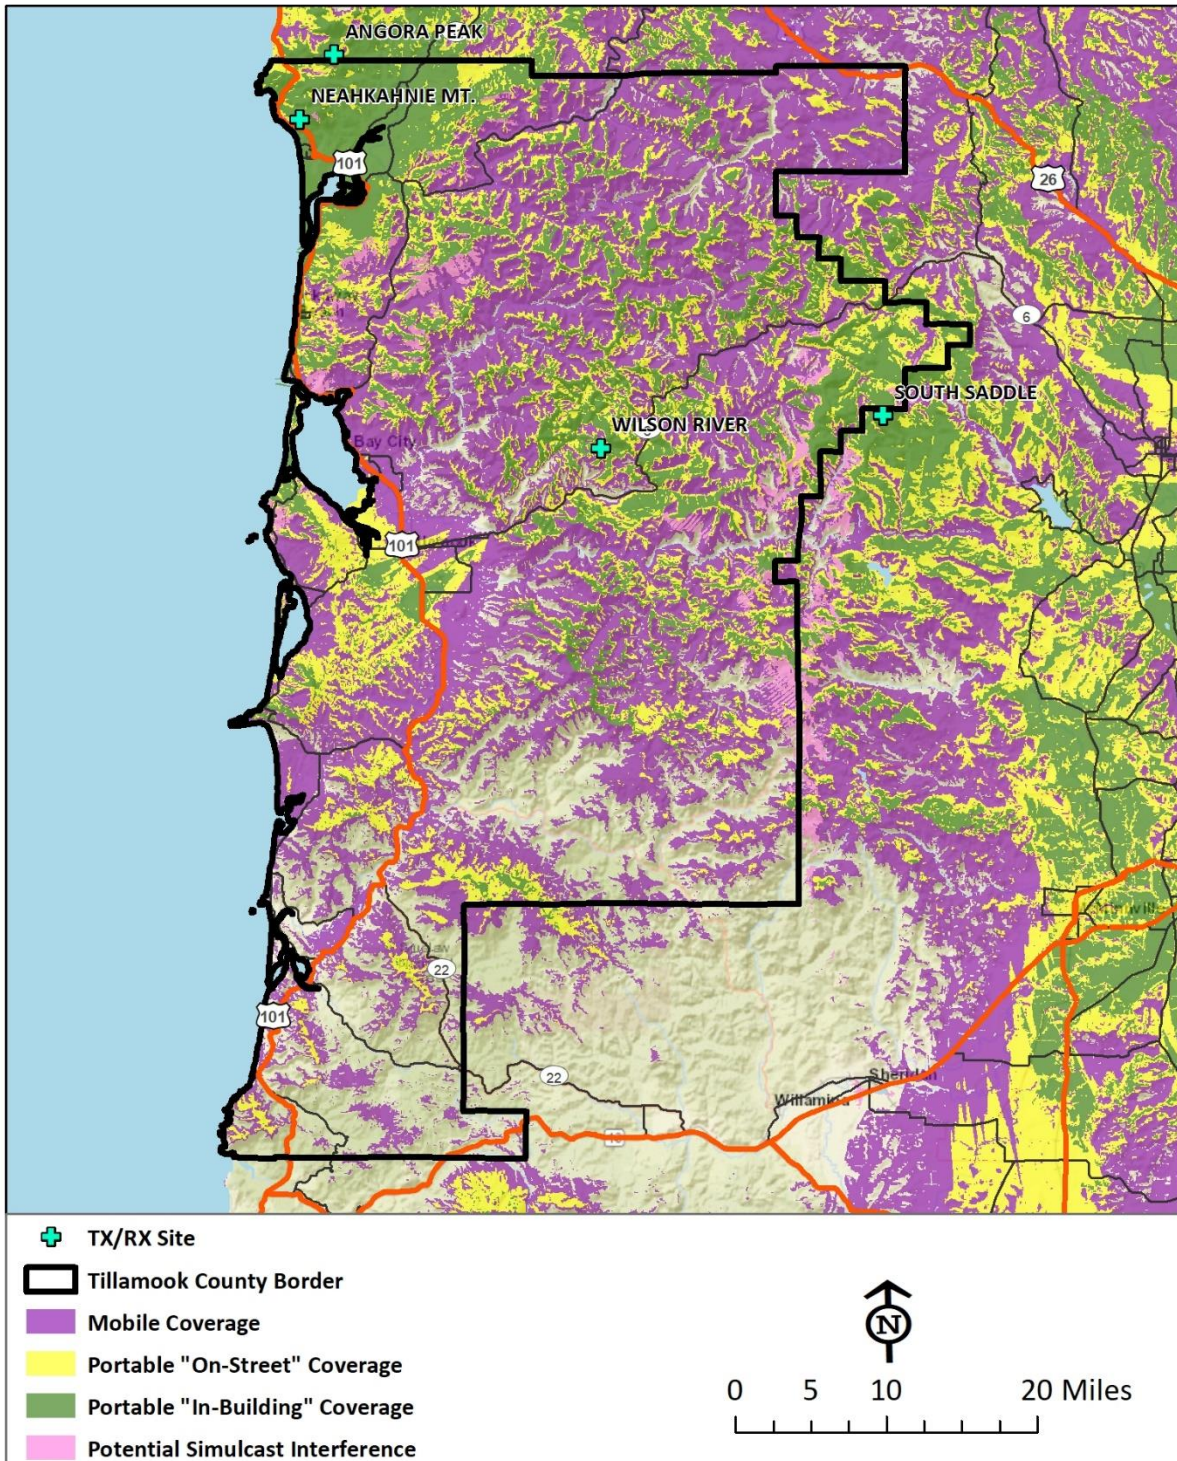 ANGORA PEAK
NEAHKAHNIE MT.
101
26
6
SOUTH SADDLE
WILSON RIVER
Bay City
101
22
101
22
Sheridan
Willamina
18
TX/RX Site
Tillamook County Border
Mobile Coverage
Portable "On-Street" Coverage
Portable "In-Building" Coverage
Potential Simulcast Interference
N
0 5 10 20 Miles